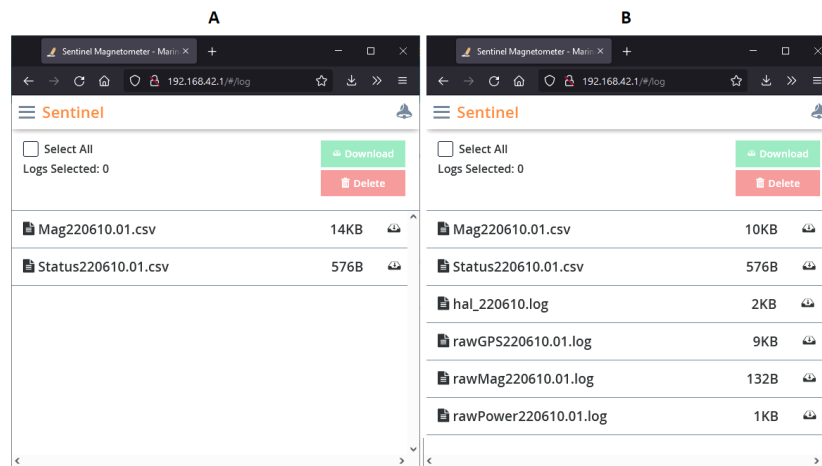 A
Sentinel Magnetometer - Marin
192.168.42.1/#/log
Sentinel
Select All
Logs Selected: 0
Download
Delete
Mag220610.01.csv 14KB
Status220610.01.csv 576B
B
Sentinel Magnetometer - Marin
192.168.42.1/#/log
Sentinel
Select All
Logs Selected: 0
Download
Delete
Mag220610.01.csv 10KB
Status220610.01.csv 576B
hal_220610.log 2KB
rawGPS220610.01.log 9KB
rawMag220610.01.log 132B
rawPower220610.01.log 1KB